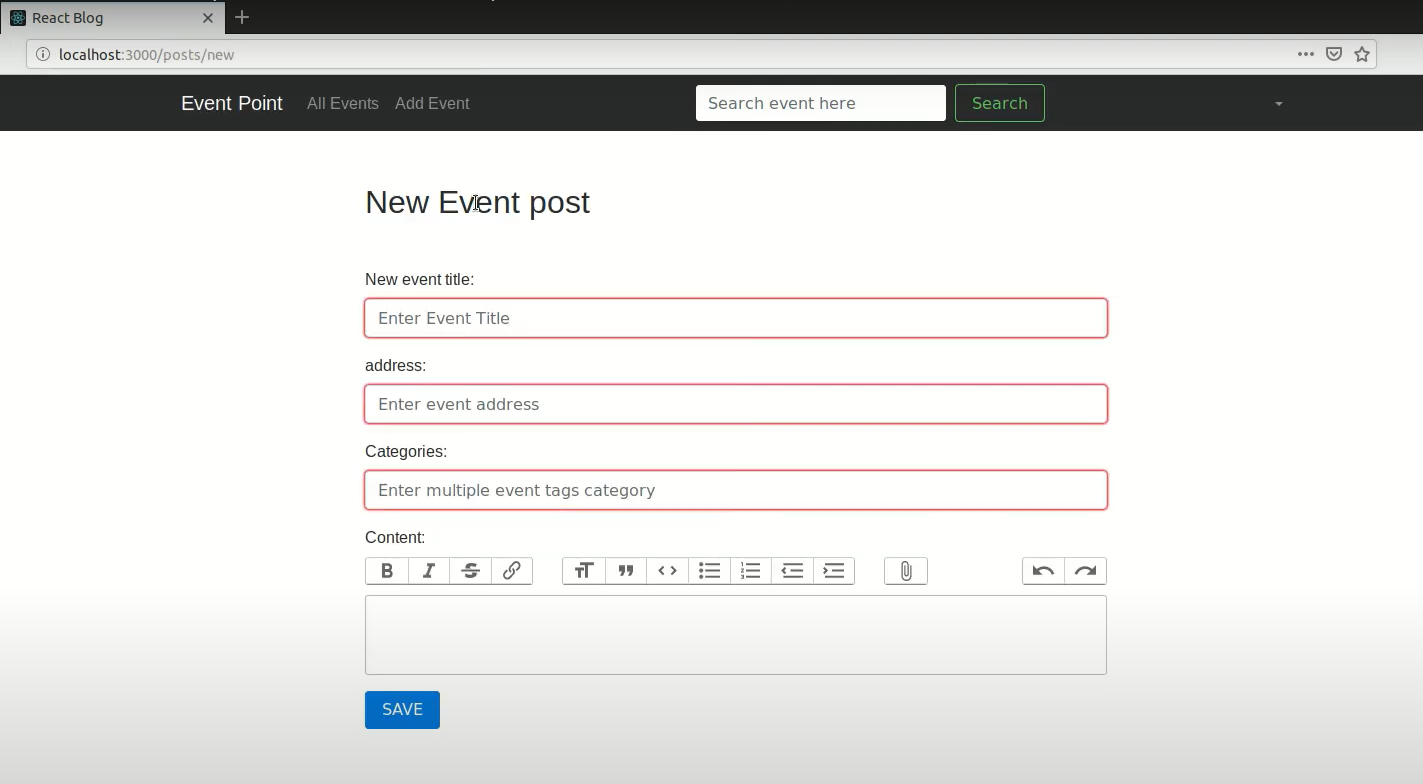 React Blog
localhost:3000/posts/new
Event Point All Events Add Event Search event here Search
New Event post
New event title:
Enter Event Title
address:
Enter event address
Categories:
Enter multiple event tags category
Content:
SAVE